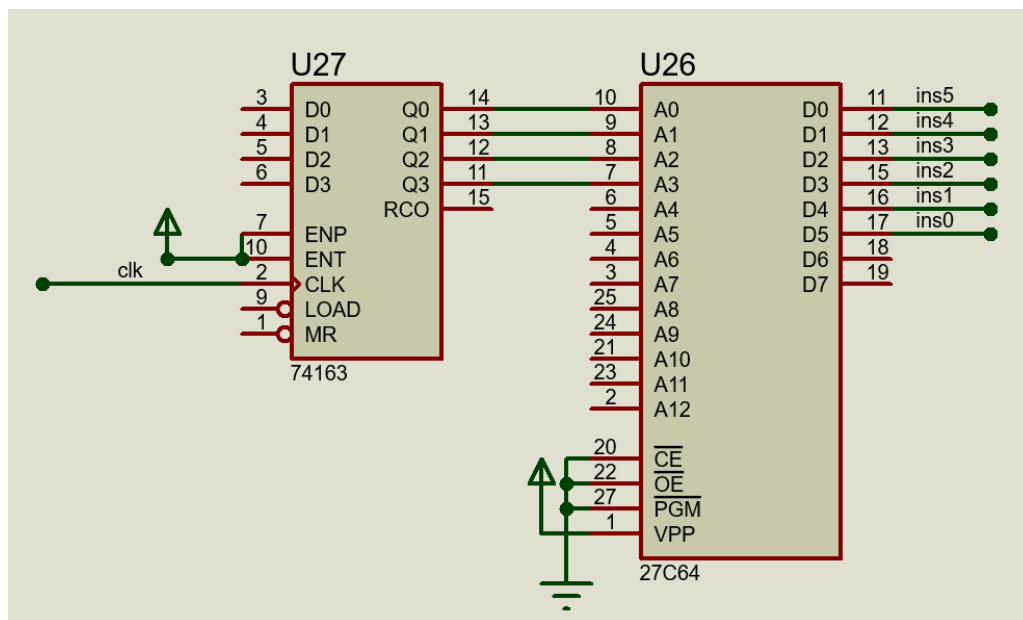 U27
3 D0 Q0 14
4 D1 Q1 13
5 D2 Q2 12
6 D3 Q3 11
RCO 15
7 ENP
10 ENT
clk 2 CLK
9 LOAD
1 MR
74163
U26
10 A0 D0 11 ins5
9 A1 D1 12 ins4
8 A2 D2 13 ins3
7 A3 D3 15 ins2
6 A4 D4 16 ins1
5 A5 D5 17 ins0
4 A6 D6 18
3 A7 D7 19
25 A8
24 A9
21 A10
23 A11
2 A12
20 CE
22 OE
27 PGM
1 VPP
27C64